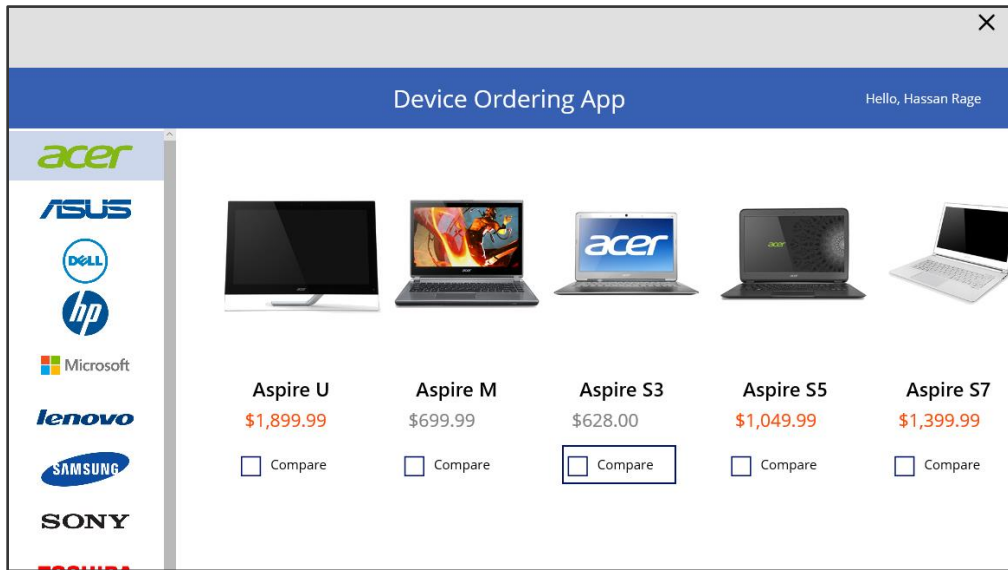 Device Ordering App
Hello, Hassan Rage
acer
ASUS
DELL
hp
Microsoft
lenovo
SAMSUNG
SONY
TOSHIBA
acer
Aspire U
Aspire M
Aspire S3
Aspire S5
Aspire S7
$1,899.99
$699.99
$628.00
$1,049.99
$1,399.99
Compare
Compare
Compare
Compare
Compare